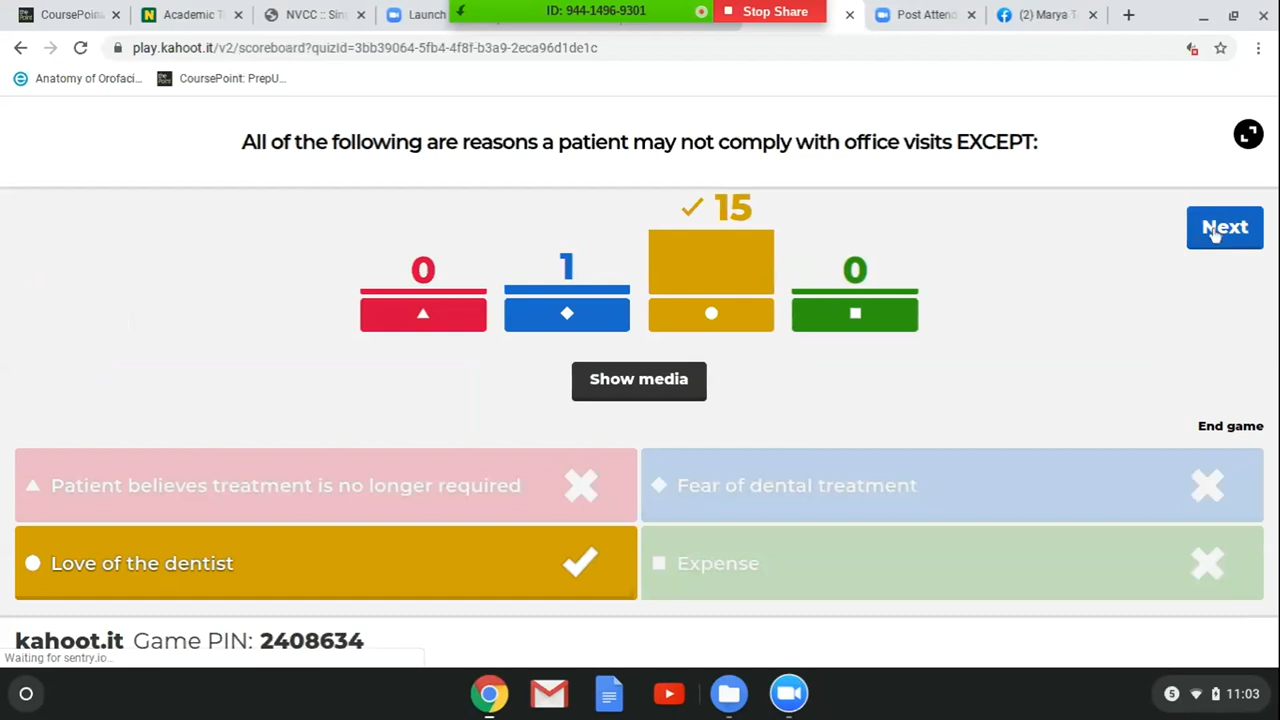 CoursePoint
Academic T
NVCC :: Sin
Launch
ID: 944-1496-9301
Stop Share
Post Attend
(2) Marya T
play.kahoot.it/v2/scoreboard?quizId=3bb39064-5fb4-4f8f-b3a9-2eca96d1de1c
Anatomy of Orofaci...
CoursePoint: PrepU...
All of the following are reasons a patient may not comply with office visits EXCEPT:
Next
0
1
15
0
Show media
End game
Patient believes treatment is no longer required
Fear of dental treatment
Love of the dentist
Expense
kahoot.it Game PIN: 2408634
Waiting for sentry.io...
5
11:03